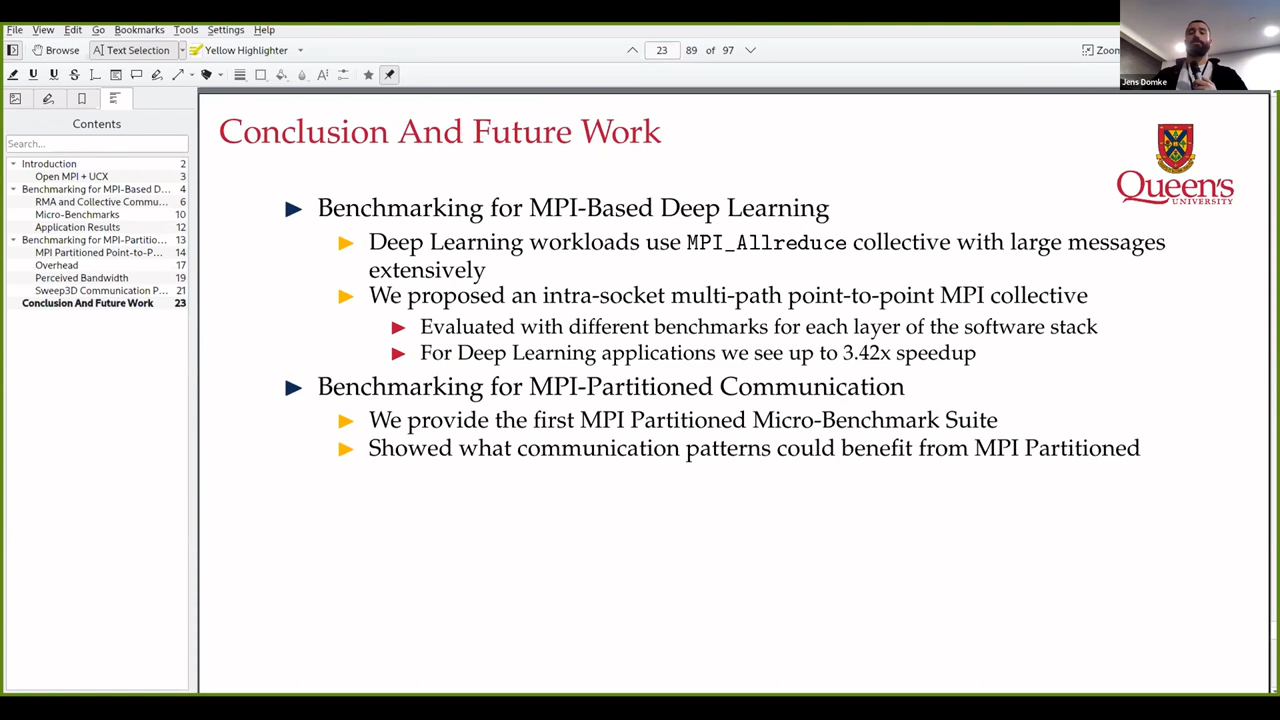 File View Edit Go Bookmarks Tools Settings Help
Browse Text Selection Yellow Highlighter 23 89 of 97 Zoom
Jens Domke
Contents
Search...
Introduction 2
Open MPI + UCX 3
Benchmarking for MPI-Based D... 4
RMA and Collective Commu... 6
Micro-Benchmarks 10
Application Results 12
Benchmarking for MPI-Partitio... 13
MPI Partitioned Point-to-P... 14
Overhead 17
Perceived Bandwidth 19
Sweep3D Communication P... 21
Conclusion And Future Work 23
Conclusion And Future Work
Queen's
UNIVERSITY
Benchmarking for MPI-Based Deep Learning
Deep Learning workloads use MPI_Allreduce collective with large messages
extensively
We proposed an intra-socket multi-path point-to-point MPI collective
Evaluated with different benchmarks for each layer of the software stack
For Deep Learning applications we see up to 3.42x speedup
Benchmarking for MPI-Partitioned Communication
We provide the first MPI Partitioned Micro-Benchmark Suite
Showed what communication patterns could benefit from MPI Partitioned